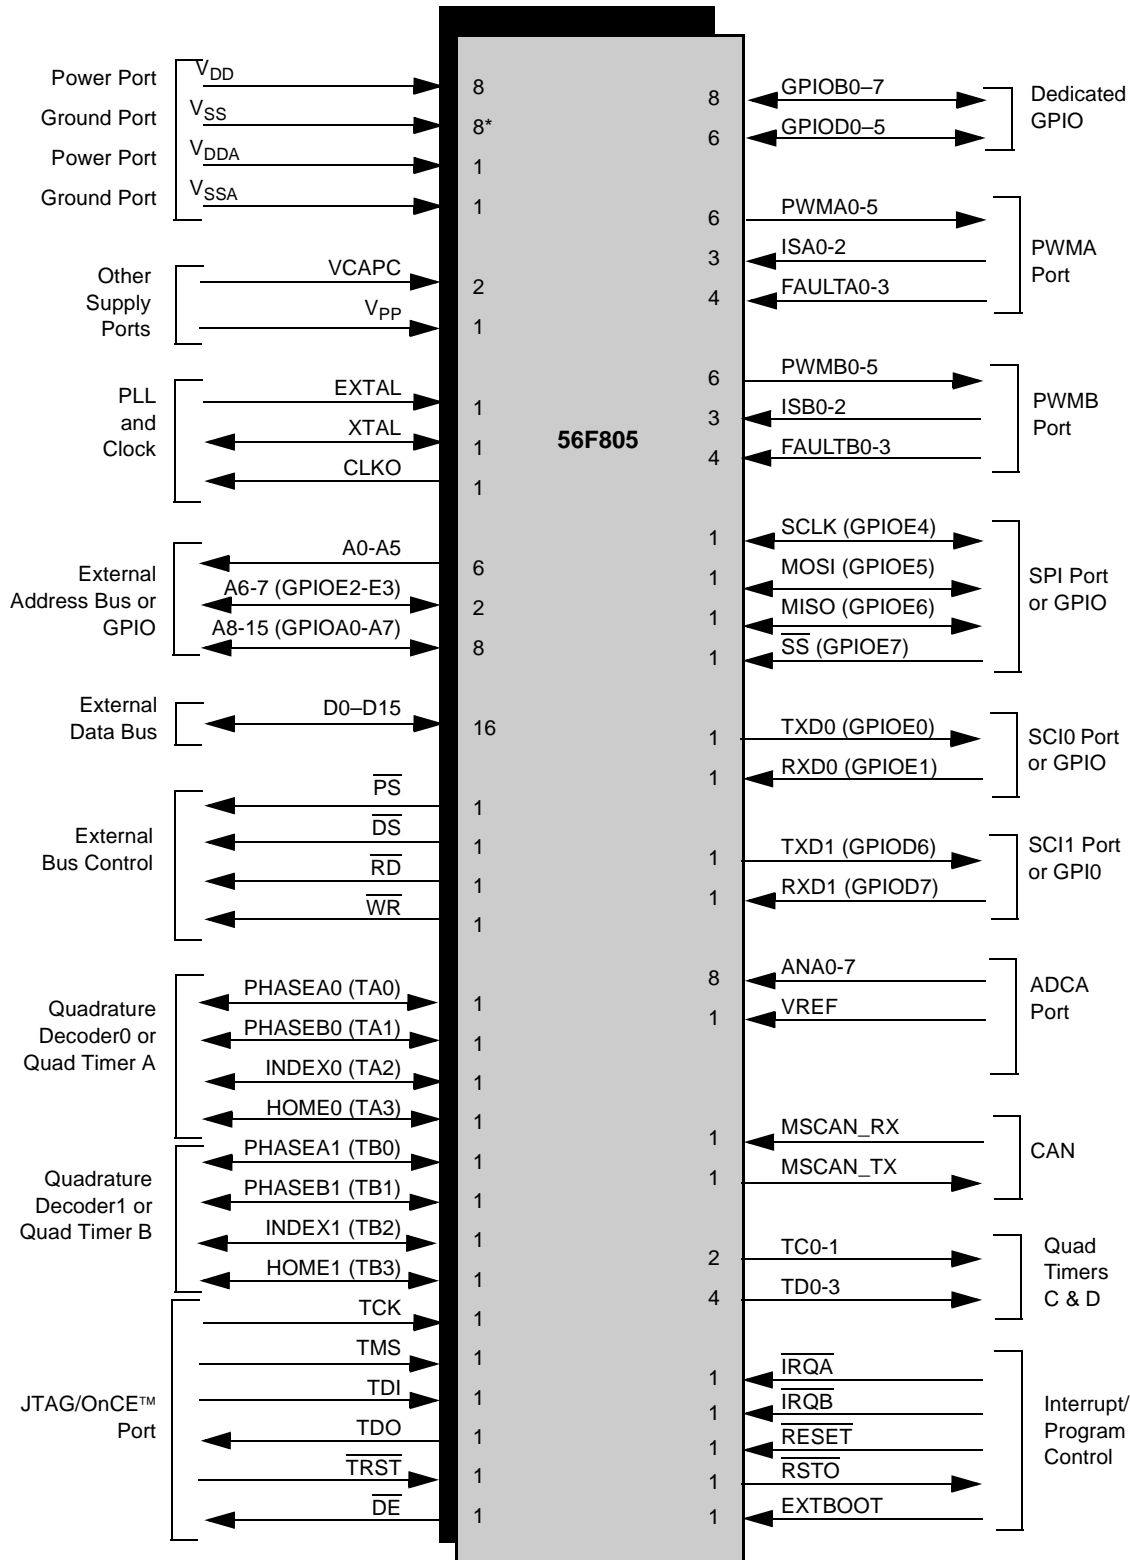 Power Port
V_DD
8
Ground Port
V_SS
8*
Power Port
V_DDA
1
Ground Port
V_SSA
1
Other
Supply
Ports
VCAPC
2
V_PP
1
PLL
and
Clock
EXTAL
1
XTAL
1
CLKO
1
External
Address Bus or
GPIO
A0-A5
6
A6-7 (GPIOE2-E3)
2
A8-15 (GPIOA0-A7)
8
External
Data Bus
D0–D15
16
External
Bus Control
PS
1
DS
1
RD
1
WR
1
Quadrature
Decoder0 or
Quad Timer A
PHASEA0 (TA0)
1
PHASEB0 (TA1)
1
INDEX0 (TA2)
1
HOME0 (TA3)
1
Quadrature
Decoder1 or
Quad Timer B
PHASEA1 (TB0)
1
PHASEB1 (TB1)
1
INDEX1 (TB2)
1
HOME1 (TB3)
1
JTAG/OnCE™
Port
TCK
1
TMS
1
TDI
1
TDO
1
TRST
1
DE
1
56F805
8
GPIOB0–7
6
GPIOD0–5
Dedicated
GPIO
6
PWMA0-5
3
ISA0-2
4
FAULTA0-3
PWMA
Port
6
PWMB0-5
3
ISB0-2
4
FAULTB0-3
PWMB
Port
1
SCLK (GPIOE4)
1
MOSI (GPIOE5)
1
MISO (GPIOE6)
1
SS (GPIOE7)
SPI Port
or GPIO
1
TXD0 (GPIOE0)
1
RXD0 (GPIOE1)
SCI0 Port
or GPIO
1
TXD1 (GPIOD6)
1
RXD1 (GPIOD7)
SCI1 Port
or GPI0
8
ANA0-7
1
VREF
ADCA
Port
1
MSCAN_RX
1
MSCAN_TX
CAN
2
TC0-1
4
TD0-3
Quad
Timers
C & D
1
IRQA
1
IRQB
1
RESET
1
RSTO
1
EXTBOOT
Interrupt/
Program
Control